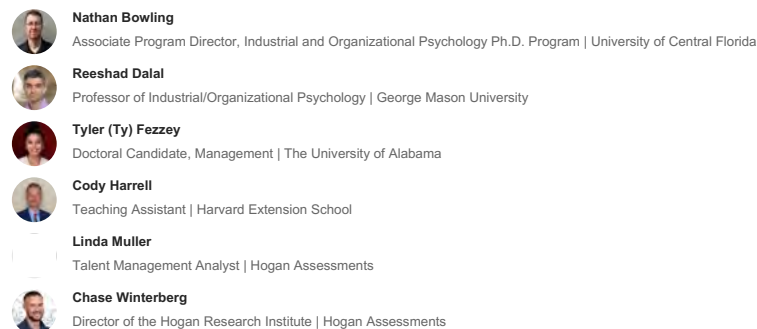 Nathan Bowling
Associate Program Director, Industrial and Organizational Psychology Ph.D. Program | University of Central Florida
Reeshad Dalal
Professor of Industrial/Organizational Psychology | George Mason University
Tyler (Ty) Fezzey
Doctoral Candidate, Management | The University of Alabama
Cody Harrell
Teaching Assistant | Harvard Extension School
Linda Muller
Talent Management Analyst | Hogan Assessments
Chase Winterberg
Director of the Hogan Research Institute | Hogan Assessments